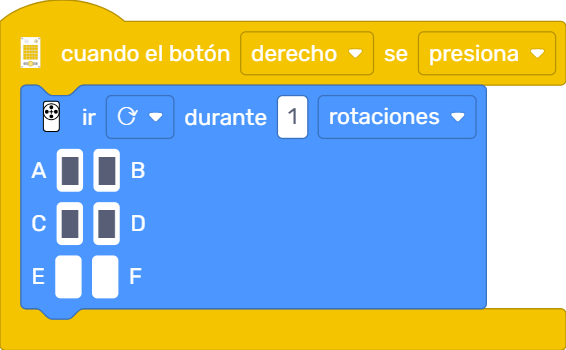 cuando el botón derecho se presiona
ir durante 1 rotaciones
A B
C D
E F